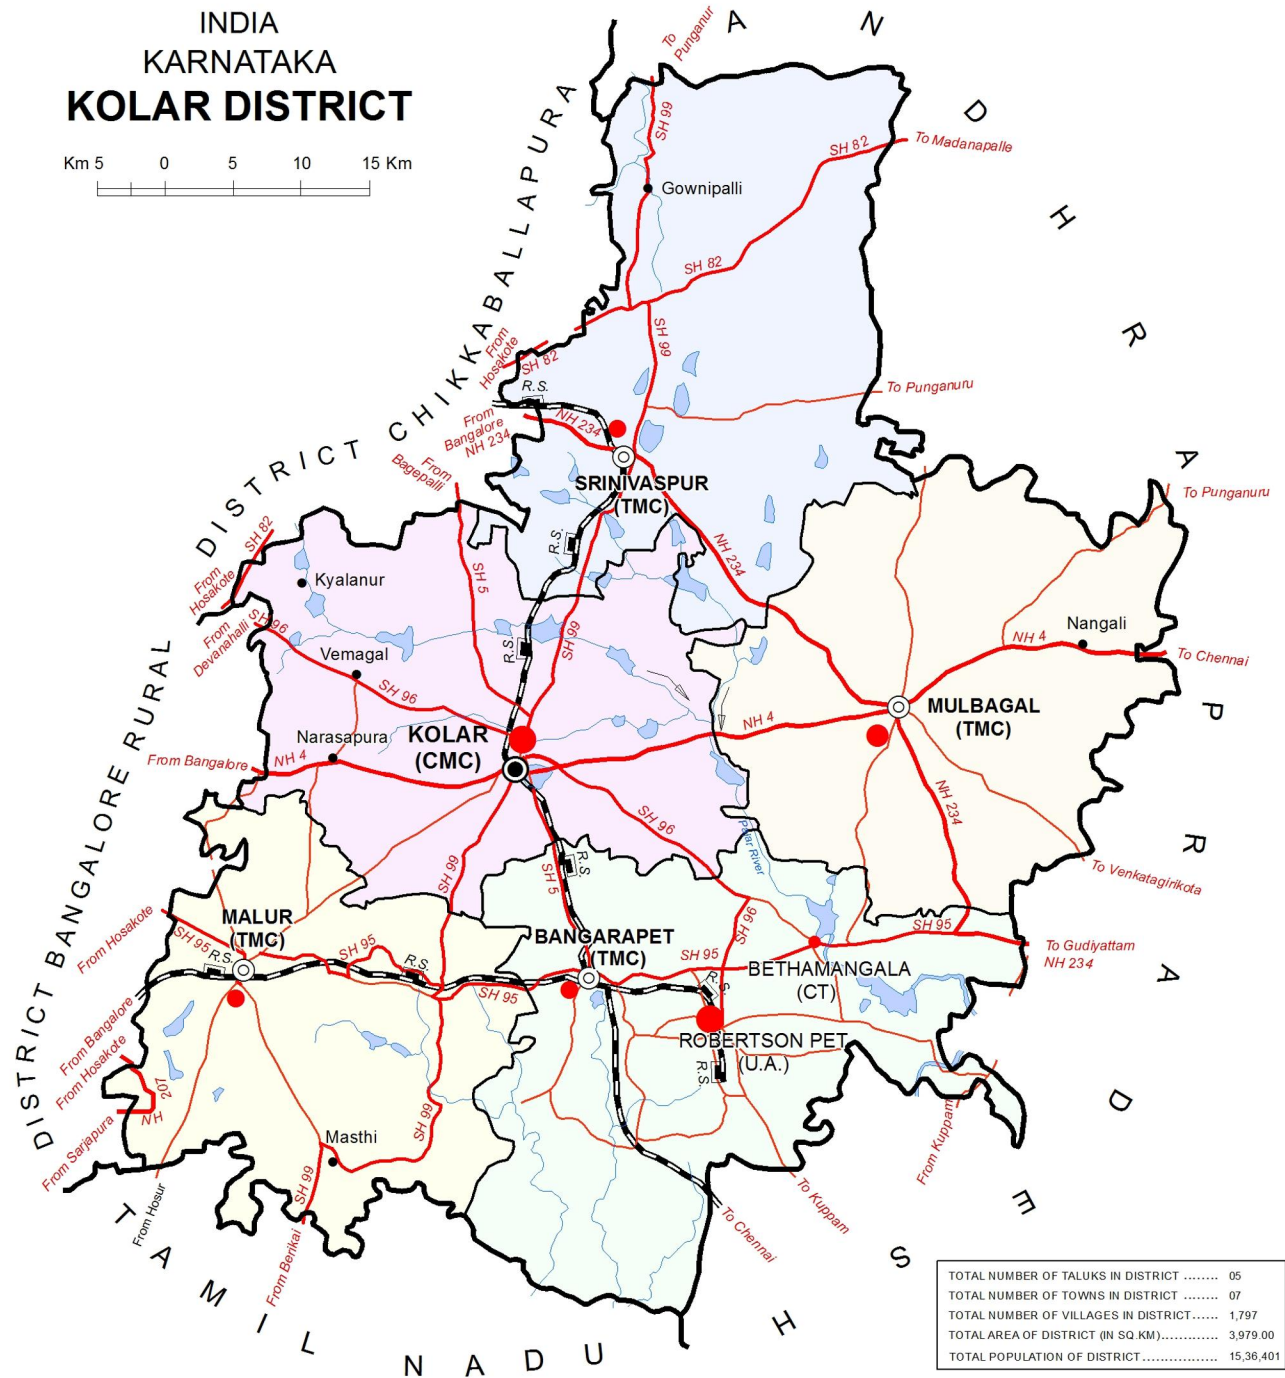 INDIA
KARNATAKA
KOLAR DISTRICT
Km 5 0 5 10 15 Km
ANDHRA PRADESH
DISTRICT CHIKKABALLAPURA
DISTRICT BANGALORE RURAL
TAMIL NADU
To Punganur
SH 99
SH 82
To Madanapalle
Gownipalli
SH 82
SH 99
From Hosakote
SH 82
R.S.
To Punganuru
From Bangalore
NH 234
NH 234
From Bagepalli
SRINIVASPUR
(TMC)
To Punganuru
SH 82
From Hosakote
R.S.
NH 234
Kyalanur
SH 5
SH 96
From Devanahalli
R.S.
SH 99
Nangali
NH 4
To Chennai
Vemagal
SH 96
MULBAGAL
(TMC)
NH 4
KOLAR
(CMC)
Narasapura
From Bangalore
NH 4
NH 234
SH 96
Palar River
To Venkatagirikota
SH 99
SH 5
R.S.
From Hosakote
SH 95
MALUR
(TMC)
R.S.
SH 95
R.S.
BANGARAPET
(TMC)
SH 96
SH 95
SH 95
To Gudiyattam
NH 234
BETHAMANGALA
(CT)
R.S.
SH 95
From Bangalore
From Hosakote
ROBERTSON PET
(U.A.)
R.S.
NH 207
From Sarjapura
SH 99
Masthi
From Kuppam
SH 99
From Hosur
From Berikai
To Kuppam
To Chennai
TOTAL NUMBER OF TALUKS IN DISTRICT ........ 05
TOTAL NUMBER OF TOWNS IN DISTRICT ........ 07
TOTAL NUMBER OF VILLAGES IN DISTRICT...... 1,797
TOTAL AREA OF DISTRICT (IN SQ.KM)............. 3,979.00
TOTAL POPULATION OF DISTRICT................. 15,36,401